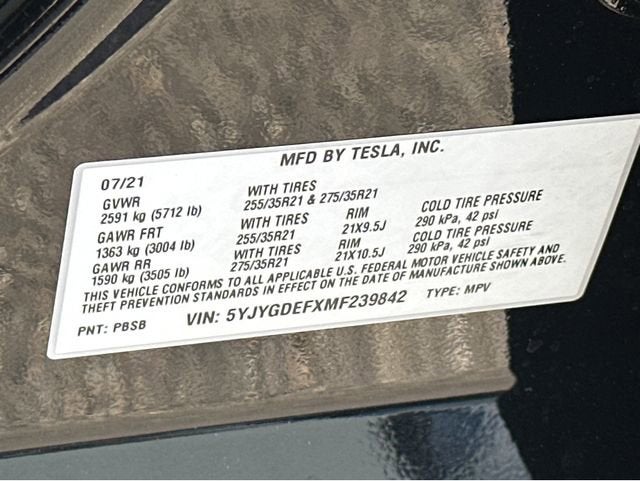 MFD BY TESLA, INC.
07/21
GVWR WITH TIRES
2591 kg (5712 lb) 255/35R21 & 275/35R21
GAWR FRT WITH TIRES RIM COLD TIRE PRESSURE
1363 kg (3004 lb) 255/35R21 21X9.5J 290 kPa, 42 psi
GAWR RR WITH TIRES RIM COLD TIRE PRESSURE
1590 kg (3505 lb) 275/35R21 21X10.5J 290 kPa, 42 psi
THIS VEHICLE CONFORMS TO ALL APPLICABLE U.S. FEDERAL MOTOR VEHICLE SAFETY AND
THEFT PREVENTION STANDARDS IN EFFECT ON THE DATE OF MANUFACTURE SHOWN ABOVE.
PNT: PBSB VIN: 5YJYGDEFXMF239842 TYPE: MPV